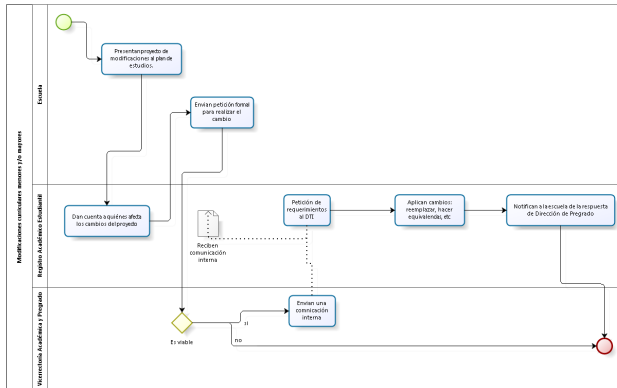 Modificaciones curriculares menores y/o mayores
Escuela
Presentan proyecto de
modificaciones al plan de
estudios.
Envian petición formal
para realizar el
cambio
Registro Académico Estudiantil
Dan cuenta a quiénes afecta
los cambios del proyecto
Reciben
comunicación
interna
Petición de
requerimientos
al DTI
Aplican cambios:
reemplazar, hacer
equivalencias, etc
Notifican a la escuela de la respuesta
de Dirección de Pregrado
Vicerrectoría Académica y Pregrado
Es viable
si
no
Envian una
comnicación
interna